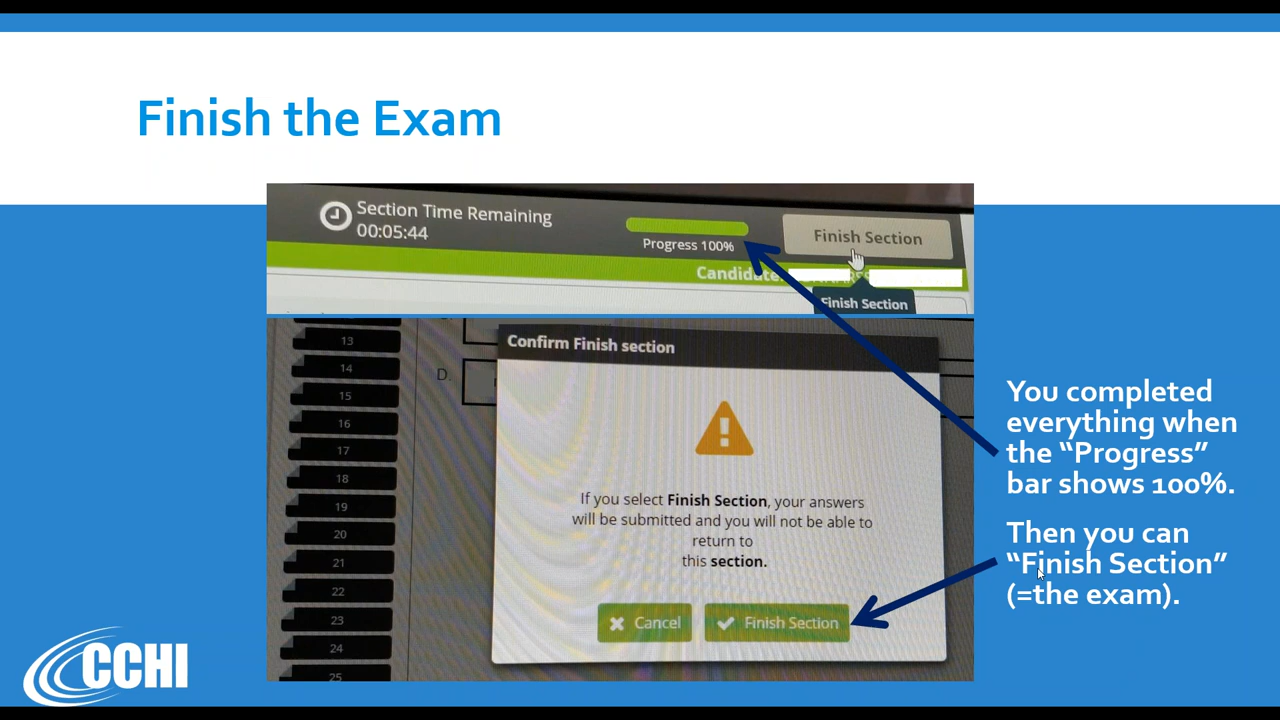 Finish the Exam
Section Time Remaining
00:05:44
Progress 100%
Finish Section
Candidate:
Finish Section
13
14
15
16
17
18
19
20
21
22
23
24
25
D.
Confirm Finish section
If you select Finish Section, your answers
will be submitted and you will not be able to
return to
this section.
Cancel
Finish Section
You completed
everything when
the “Progress”
bar shows 100%.
Then you can
“Finish Section”
(=the exam).
CCHI